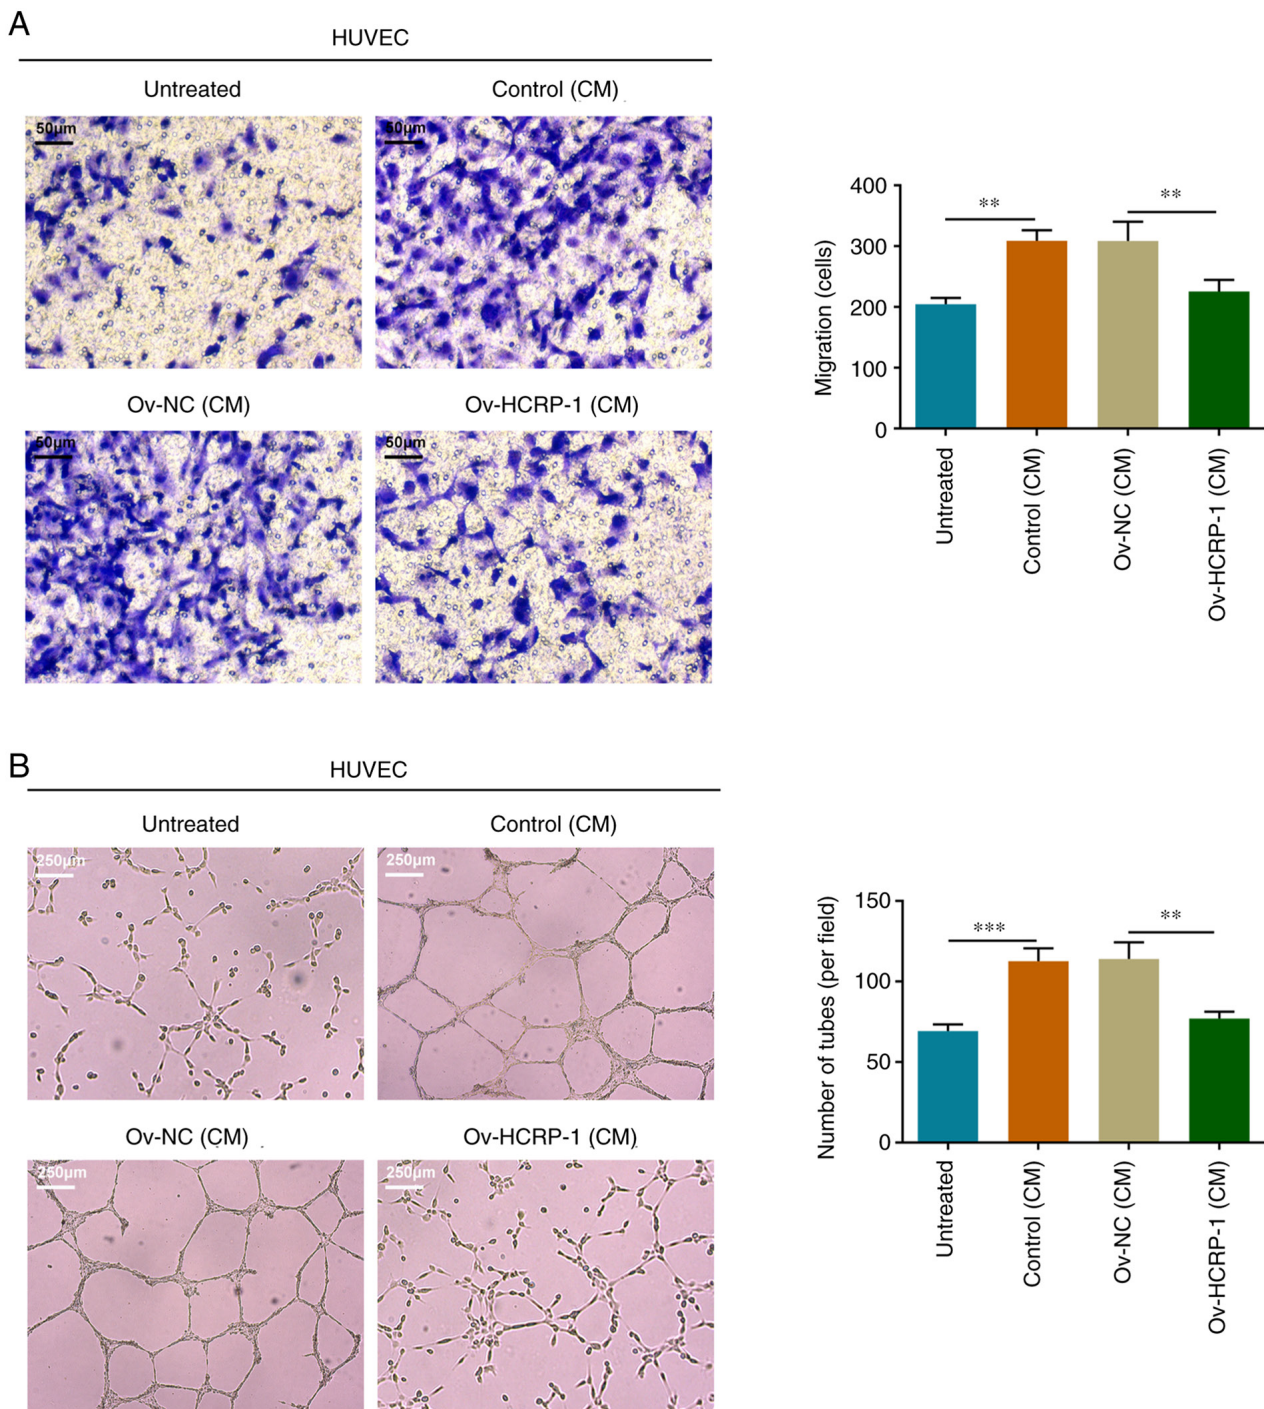 A
HUVEC
Untreated
Control (CM)
50µm
50µm
Ov-NC (CM)
Ov-HCRP-1 (CM)
50µm
50µm
400
300
200
100
0
Migration (cells)
**
**
Untreated
Control (CM)
Ov-NC (CM)
Ov-HCRP-1 (CM)
B
HUVEC
Untreated
Control (CM)
250µm
250µm
Ov-NC (CM)
Ov-HCRP-1 (CM)
250µm
250µm
150
100
50
0
Number of tubes (per field)
***
**
Untreated
Control (CM)
Ov-NC (CM)
Ov-HCRP-1 (CM)